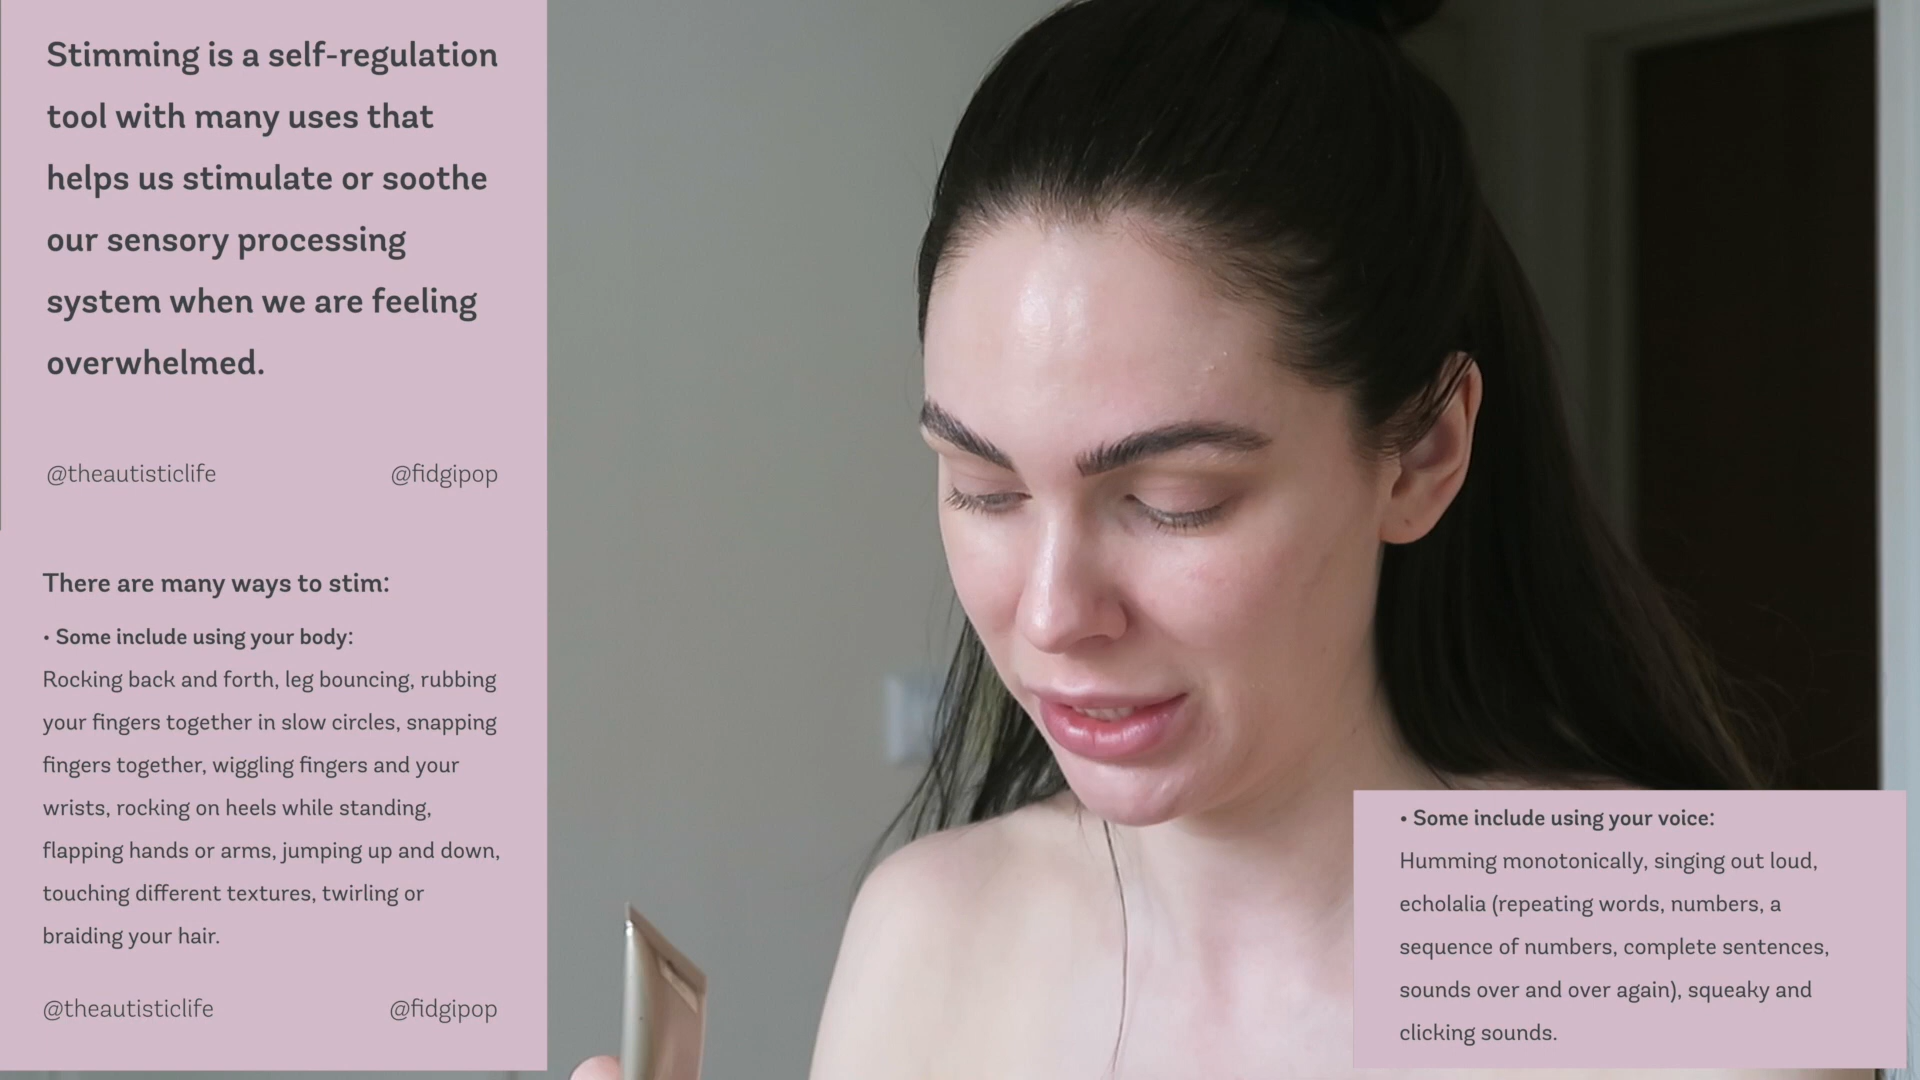 Stimming is a self-regulation
tool with many uses that
helps us stimulate or soothe
our sensory processing
system when we are feeling
overwhelmed.
@theautisticlife @fidgipop
There are many ways to stim:
• Some include using your body:
Rocking back and forth, leg bouncing, rubbing
your fingers together in slow circles, snapping
fingers together, wiggling fingers and your
wrists, rocking on heels while standing,
flapping hands or arms, jumping up and down,
touching different textures, twirling or
braiding your hair.
@theautisticlife @fidgipop
• Some include using your voice:
Humming monotonically, singing out loud,
echolalia (repeating words, numbers, a
sequence of numbers, complete sentences,
sounds over and over again), squeaky and
clicking sounds.